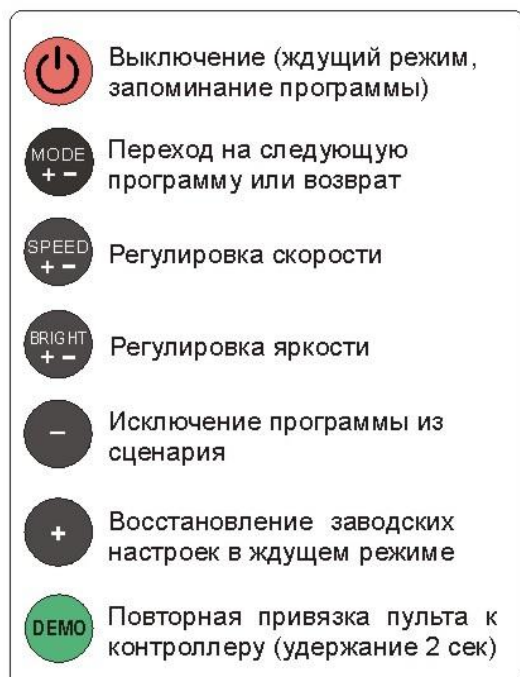 Выключение (ждущий режим,
запоминание программы)
MODE
+ -
Переход на следующую
программу или возврат
SPEED
+ -
Регулировка скорости
BRIGHT
+ -
Регулировка яркости
-
Исключение программы из
сценария
+
Восстановление заводских
настроек в ждущем режиме
DEMO
Повторная привязка пульта к
контроллеру (удержание 2 сек)